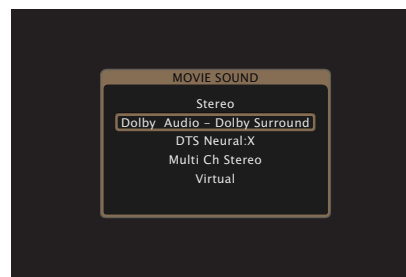 MOVIE SOUND
Stereo
Dolby Audio – Dolby Surround
DTS Neural:X
Multi Ch Stereo
Virtual